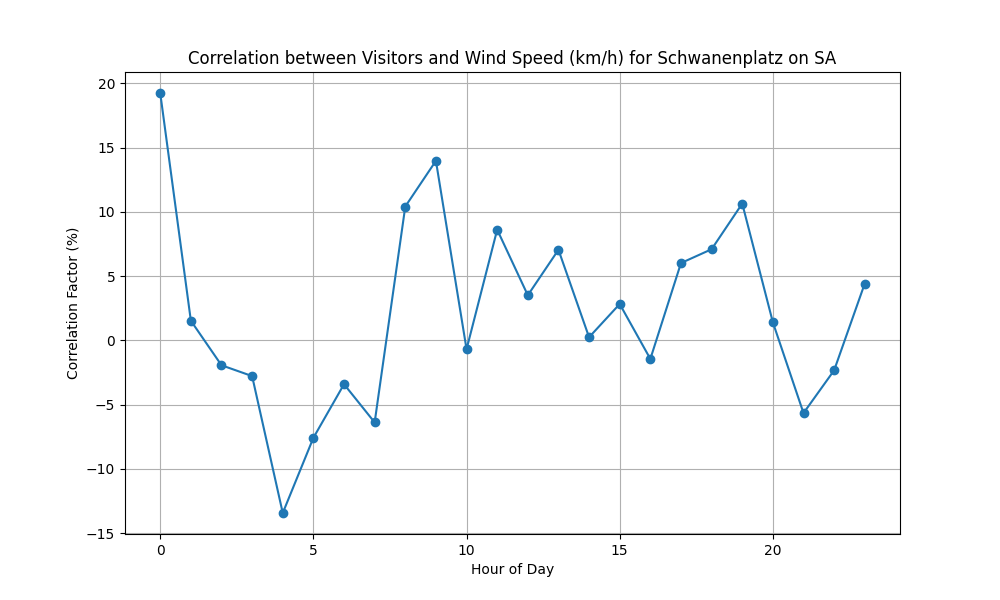 Correlation between Visitors and Wind Speed (km/h) for Schwanenplatz on SA
Correlation Factor (%)
20
15
10
5
0
−5
−10
−15
0 5 10 15 20
Hour of Day